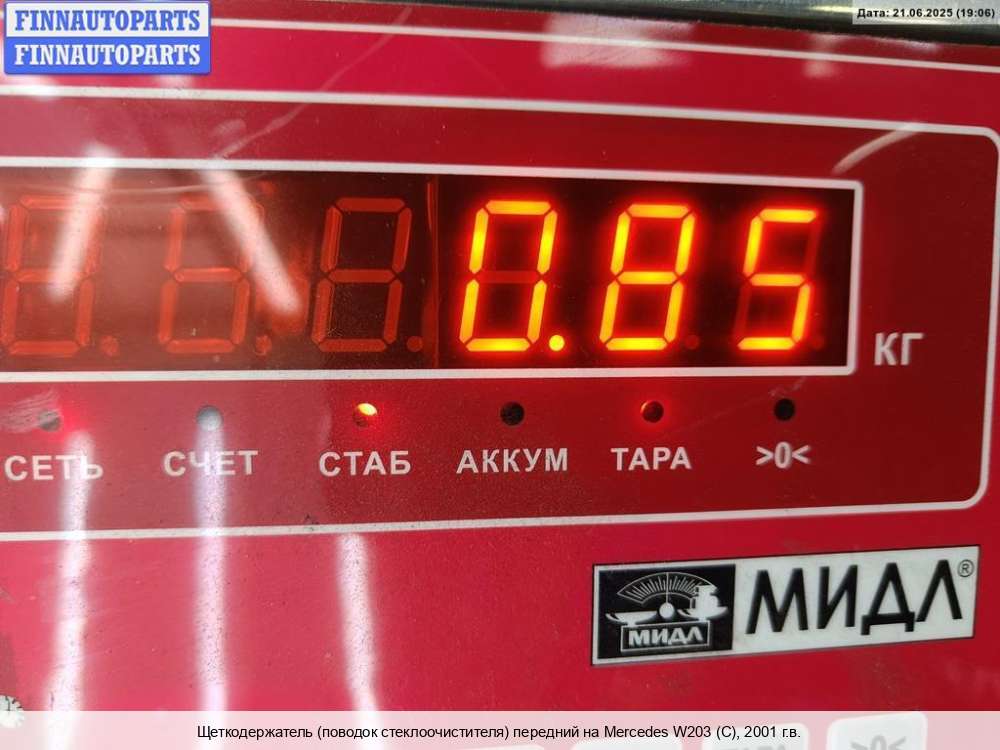 FINNAUTOPARTS
FINNAUTOPARTS
Дата: 21.06.2025 (19:06)
0.85
КГ
СЕТЬ СЧЕТ СТАБ АККУМ ТАРА >0<
МИДЛ
МИДЛ®
>0<
Щеткодержатель (поводок стеклоочистителя) передний на Mercedes W203 (C), 2001 г.в.